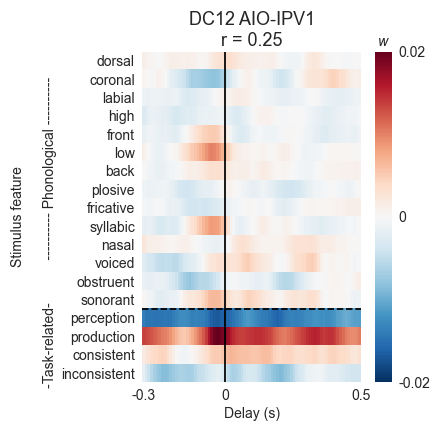 DC12 AIO-IPV1
r = 0.25
w
dorsal
coronal
labial
high
front
low
back
plosive
fricative
syllabic
nasal
voiced
obstruent
sonorant
perception
production
consistent
inconsistent
Stimulus feature
---------- Phonological ----------
-Task-related-
0.02
0
-0.02
-0.3
0
0.5
Delay (s)